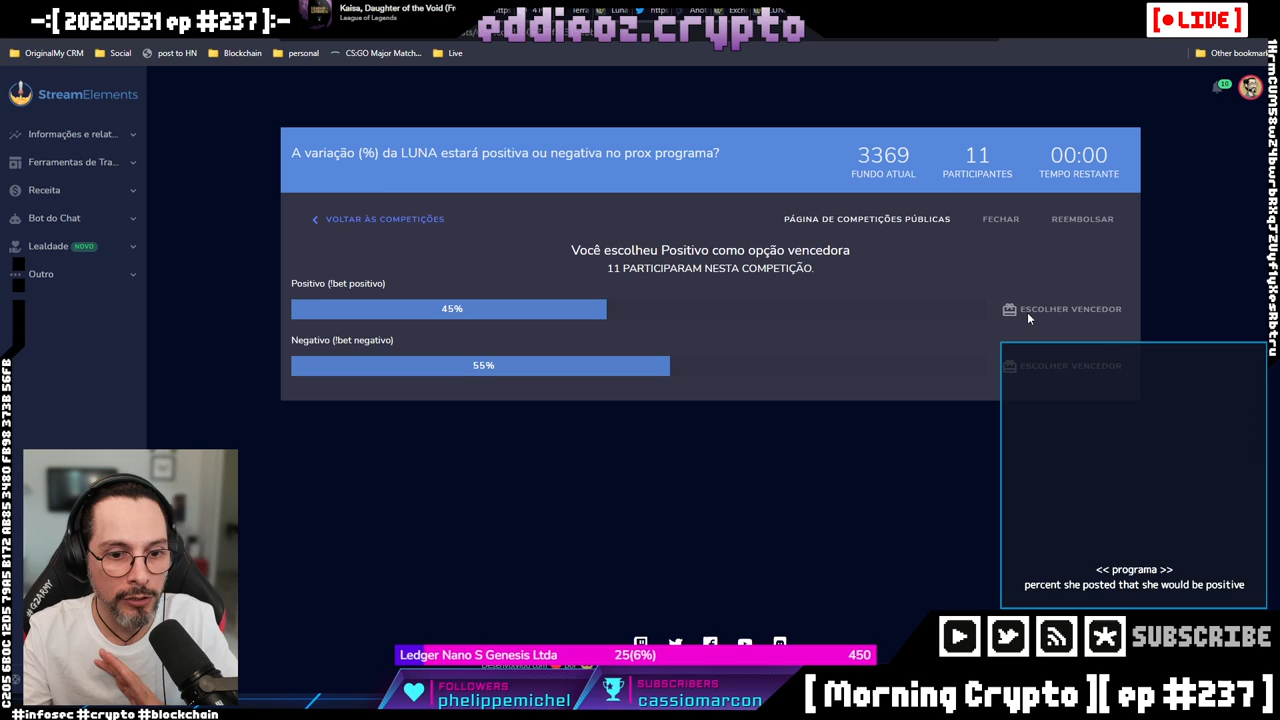 -:[ 20220531 ep #237 ]:-
Kaisa, Daughter of the Void (Fr
League of Legends
eddieoz.crypto
[•LIVE]
OriginalMy CRM
Social
post to HN
Blockchain
personal
CS:GO Major Match...
Live
Other bookmar
StreamElements
10
Informações e relat...
Ferramentas de Tra...
Receita
Bot do Chat
Lealdade NOVO
Outro
A variação (%) da LUNA estará positiva ou negativa no prox programa?
3369
FUNDO ATUAL
11
PARTICIPANTES
00:00
TEMPO RESTANTE
VOLTAR ÀS COMPETIÇÕES
PÁGINA DE COMPETIÇÕES PÚBLICAS
FECHAR
REEMBOLSAR
Você escolheu Positivo como opção vencedora
11 PARTICIPARAM NESTA COMPETIÇÃO.
Positivo (!bet positivo)
45%
ESCOLHER VENCEDOR
Negativo (!bet negativo)
55%
ESCOLHER VENCEDOR
<< programa >>
percent she posted that she would be positive
#G2ARMY
Ledger Nano S Genesis Ltda
25(6%)
450
FOLLOWERS
phelippemichel
SUBSCRIBERS
cassiomarcon
SUBSCRIBE
[ Morning Crypto ][ ep #237 ]
#infosec #crypto #blockchain